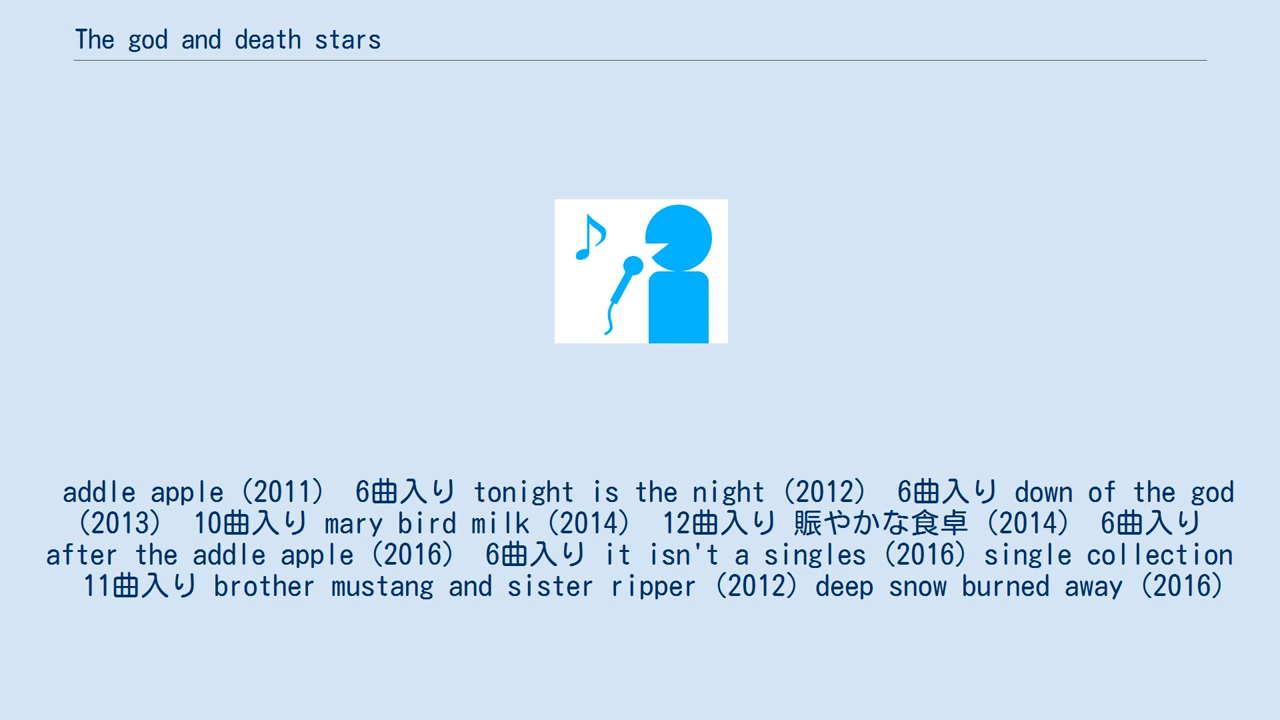 The god and death stars
addle apple（2011） 6曲入り tonight is the night（2012） 6曲入り down of the god
（2013） 10曲入り mary bird milk（2014） 12曲入り 賑やかな食卓（2014） 6曲入り
after the addle apple（2016） 6曲入り it isn't a singles（2016）single collection
11曲入り brother mustang and sister ripper（2012）deep snow burned away（2016）